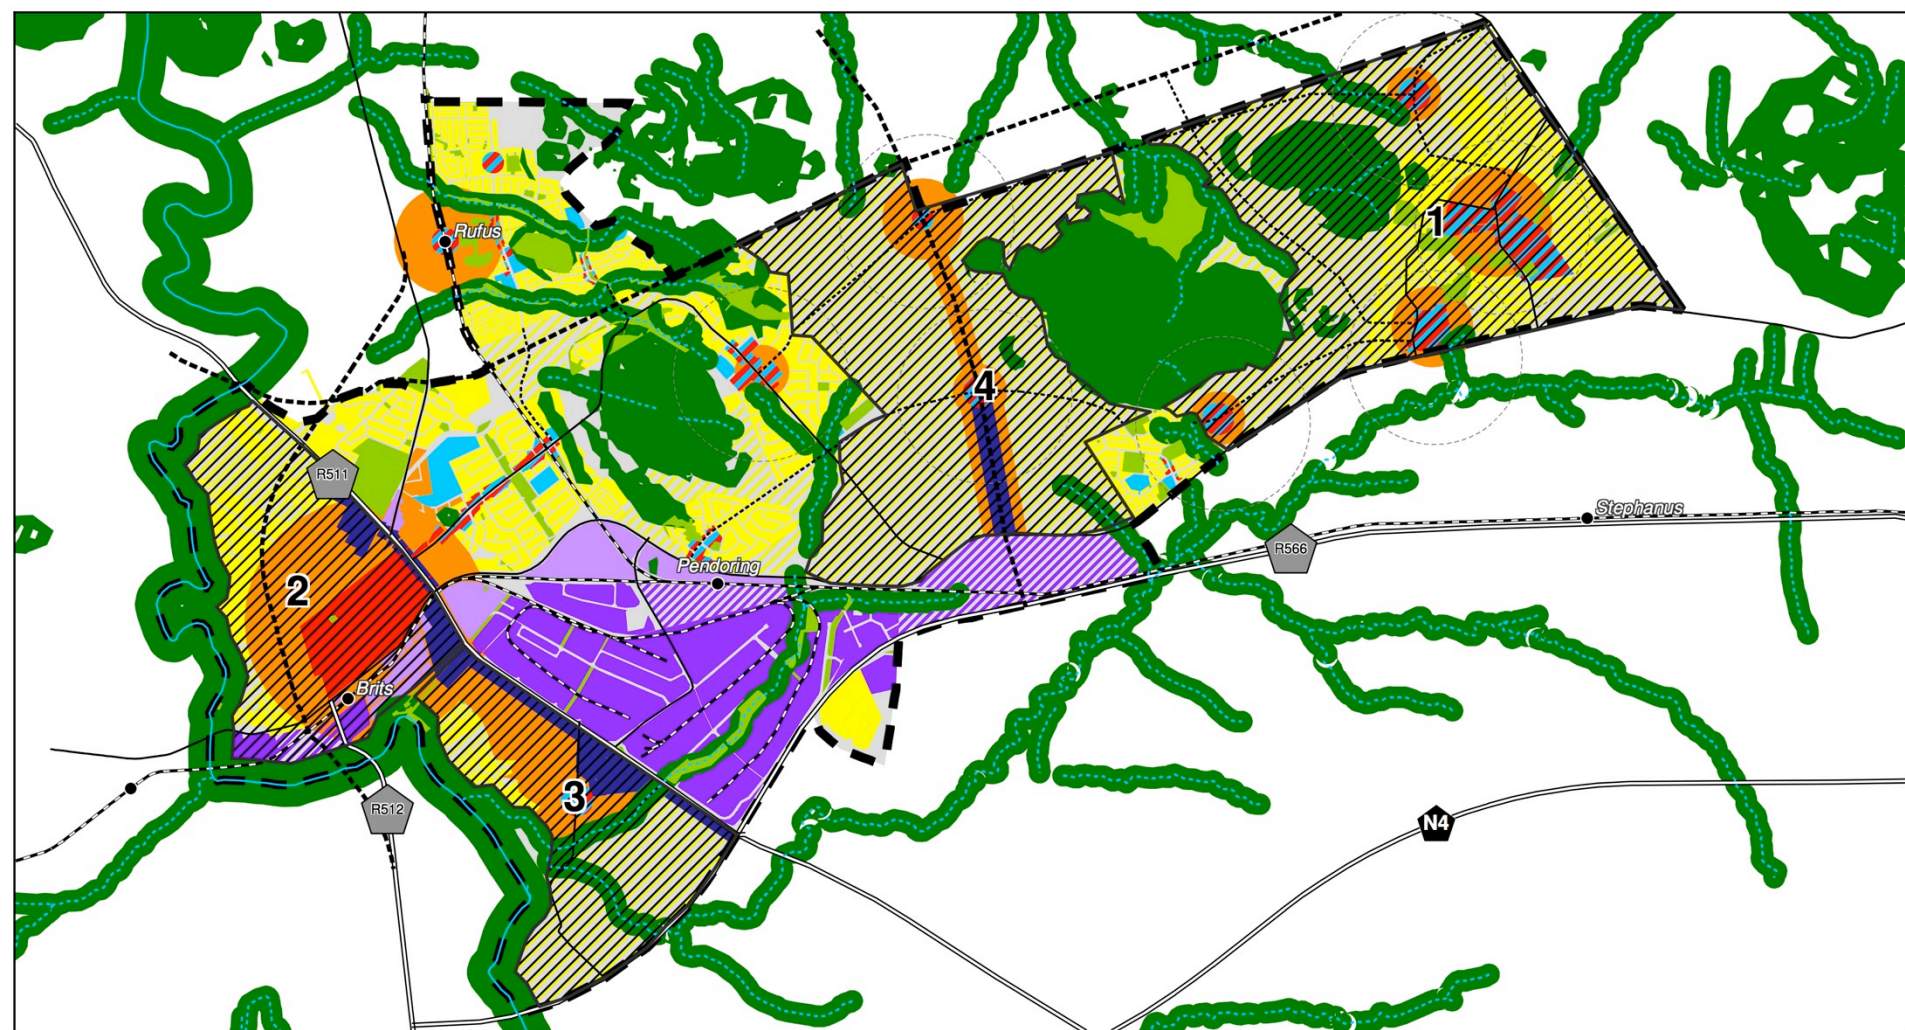 1
Rufus
4
R511
Stephanus
R566
Pendoring
2
Brits
3
R512
N4